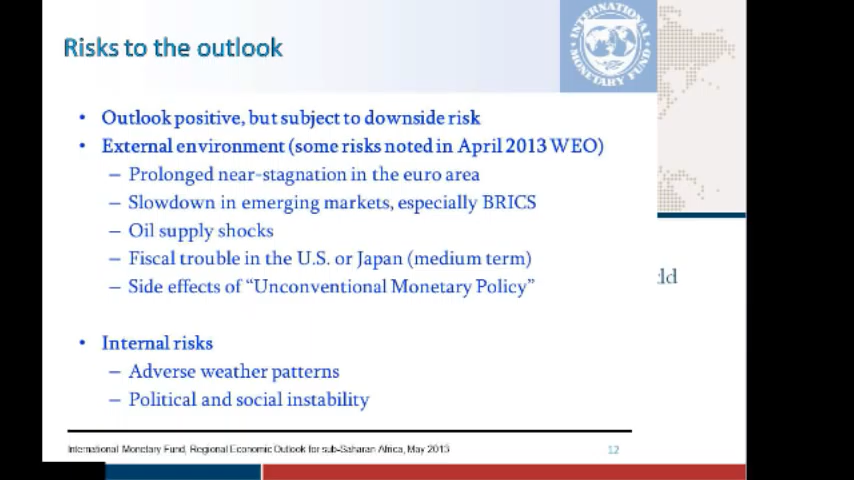 Risks to the outlook
INTERNATIONAL MONETARY FUND
• Outlook positive, but subject to downside risk
• External environment (some risks noted in April 2013 WEO)
– Prolonged near-stagnation in the euro area
– Slowdown in emerging markets, especially BRICS
– Oil supply shocks
– Fiscal trouble in the U.S. or Japan (medium term)
– Side effects of “Unconventional Monetary Policy”
• Internal risks
– Adverse weather patterns
– Political and social instability
International Monetary Fund, Regional Economic Outlook for sub-Saharan Africa, May 2013
12